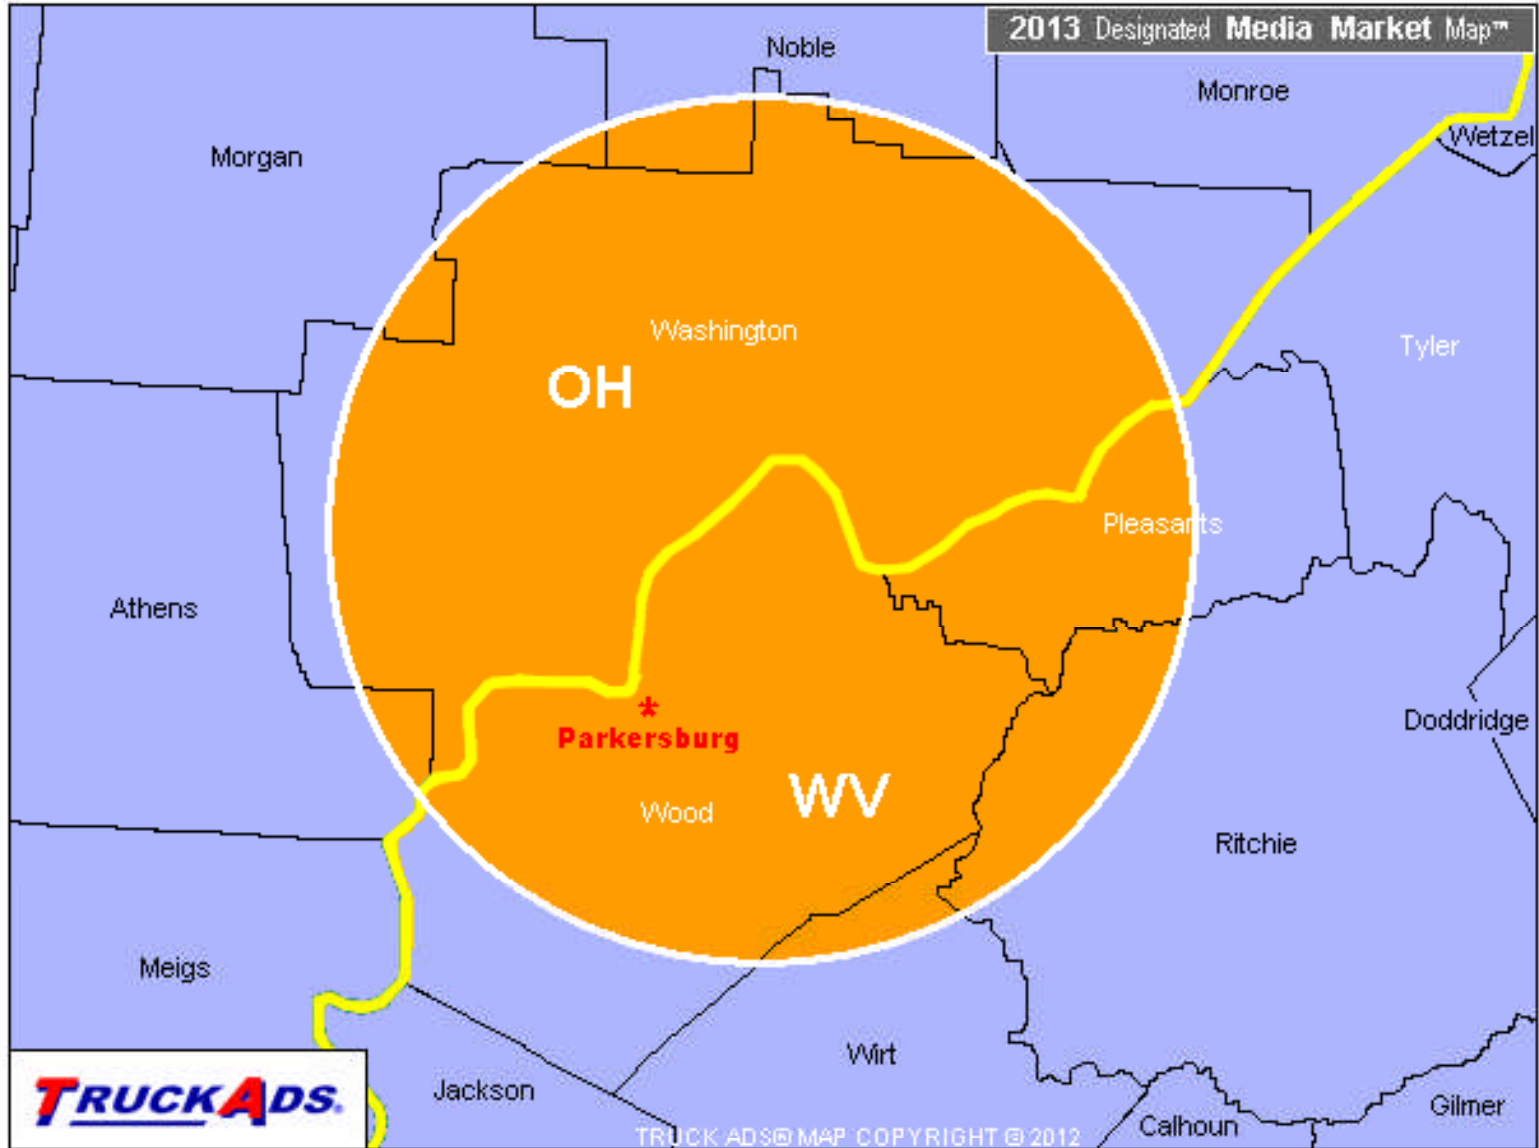 2013 Designated Media Market Map™
Noble
Monroe
Wetzel
Morgan
Washington
Tyler
OH
Pleasants
Athens
*
Parkersburg
Doddridge
WV
Wood
Ritchie
Meigs
Wirt
Jackson
Gilmer
Calhoun
TRUCKADS®
TRUCK ADS® MAP COPYRIGHT © 2012